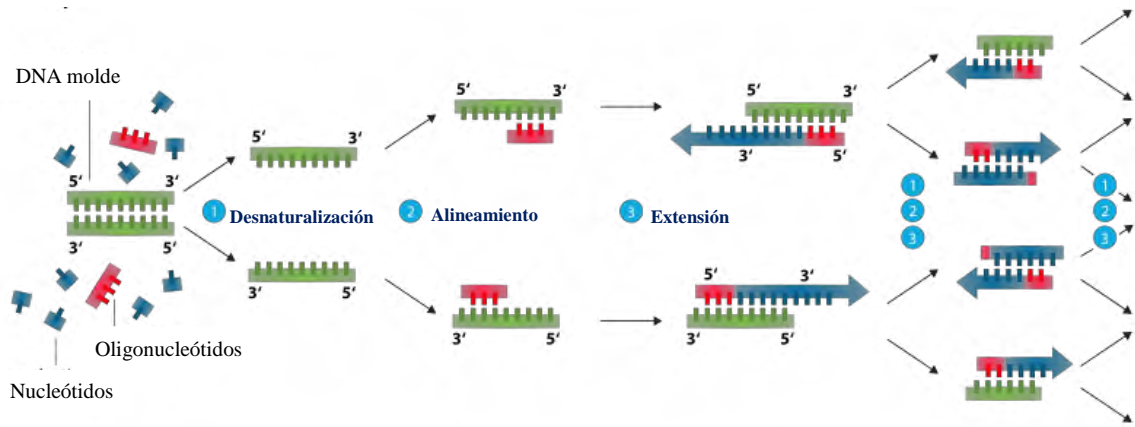 DNA molde
5‘ 3‘
3‘ 5‘
Oligonucleótidos
Nucleótidos
1 Desnaturalización
5‘ 3‘
3‘ 5‘
2 Alineamiento
5‘ 3‘
3‘ 5‘
3 Extensión
5‘ 3‘
3‘ 5‘
5‘ 3‘
3‘ 5‘
1
2
3
1
2
3